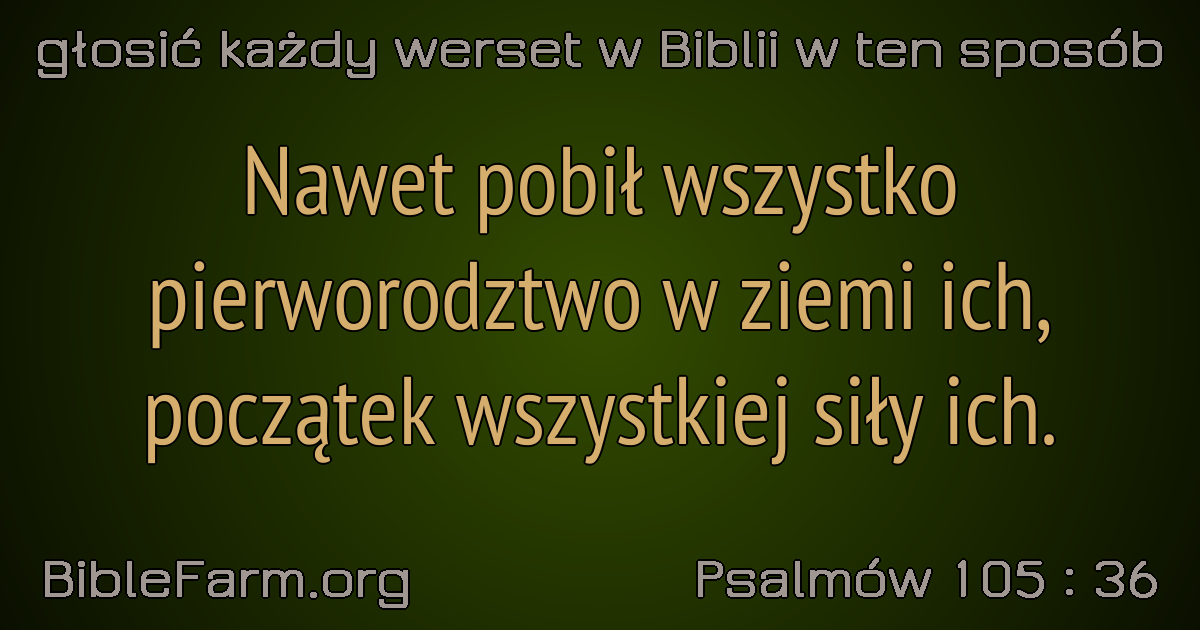 głosić każdy werset w Biblii w ten sposób
Nawet pobił wszystko
pierworodztwo w ziemi ich,
początek wszystkiej siły ich.
BibleFarm.org
Psalmów 105 : 36